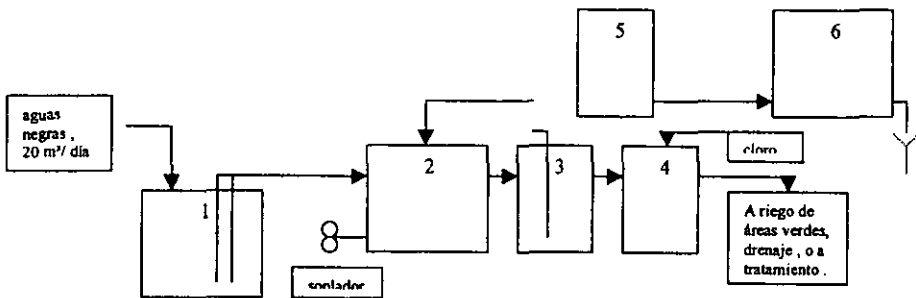 5
6
aguas
negras ,
20 m³/ día
1
2
3
4
cloro
soplador
A riego de
áreas verdes,
drenaje , o a
tratamiento .